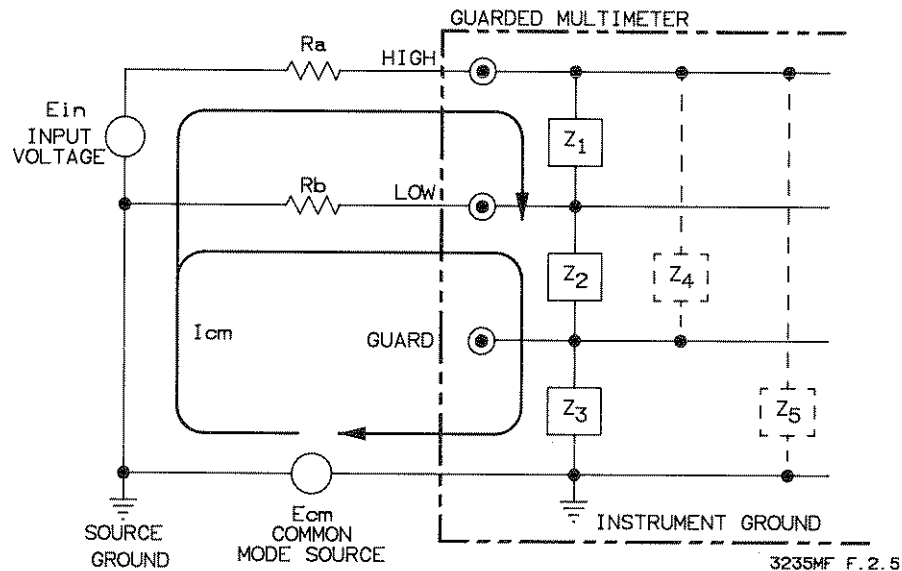 GUARDED MULTIMETER
Ra
HIGH
Ein
INPUT
VOLTAGE
Z1
Rb
LOW
Z2
Z4
Icm
GUARD
Z3
Z5
Ecm
COMMON
MODE SOURCE
SOURCE
GROUND
INSTRUMENT GROUND
3235MF F.2.5